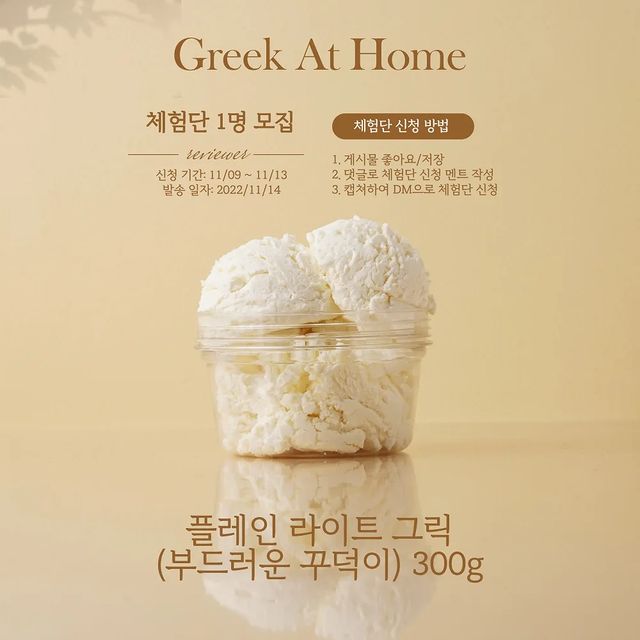 Greek At Home
체험단 1명 모집
reviewer
신청 기간: 11/09 ~ 11/13
발송 일자: 2022/11/14
체험단 신청 방법
1. 게시물 좋아요/저장
2. 댓글로 체험단 신청 멘트 작성
3. 캡쳐하여 DM으로 체험단 신청
플레인 라이트 그릭
(부드러운 꾸덕이) 300g